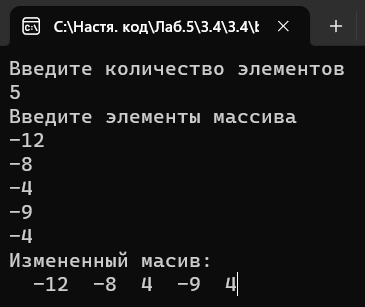 C:\Настя. код\Лаб.5\3.4\3.4\b
Введите количество элементов
5
Введите элементы массива
-12
-8
-4
-9
-4
Измененный масив:
-12 -8 4 -9 4